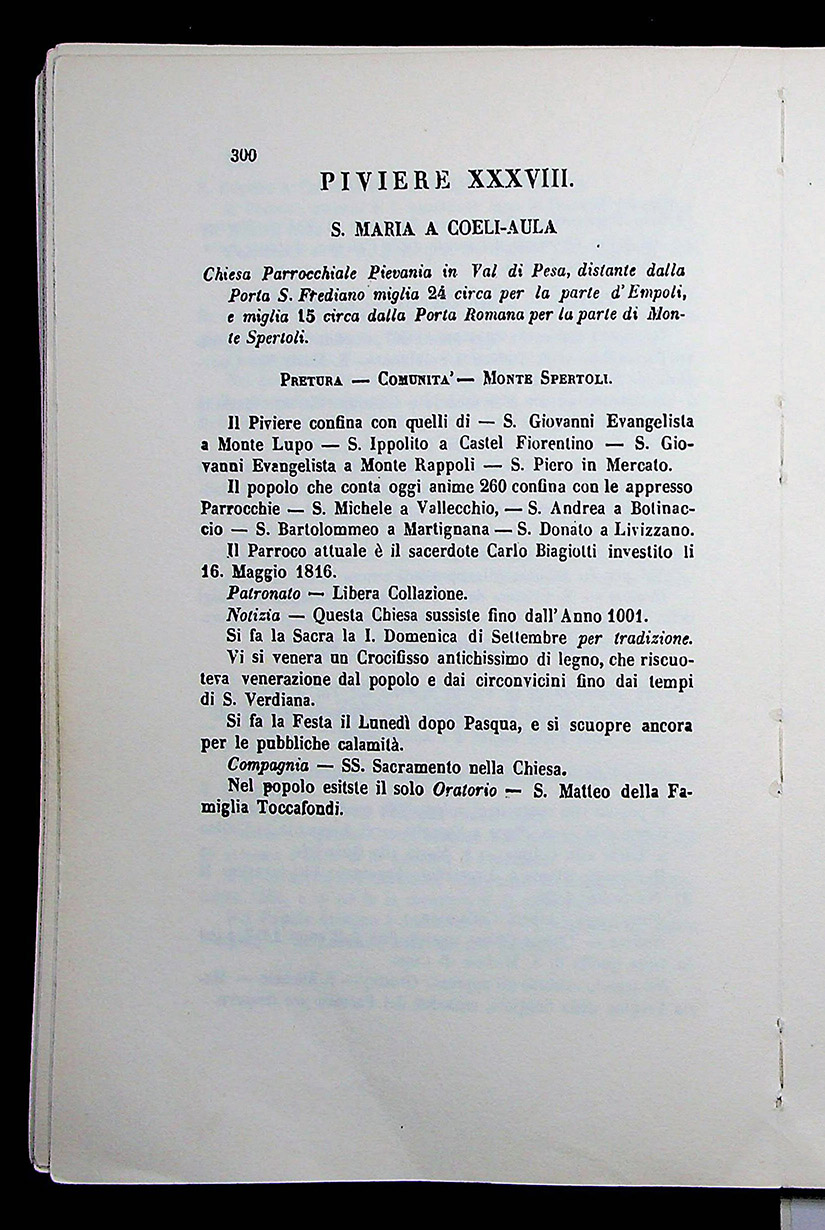 300
PIVIERE XXXVIII.
S. MARIA A COELI-AULA
Chiesa Parrocchiale Pievania in Val di Pesa, distante dalla
Porta S. Frediano miglia 24 circa per la parte d'Empoli,
e miglia 15 circa dalla Porta Romana per la parte di Mon-
te Spertoli.
PRETURA — COMUNITA' — MONTE SPERTOLI.
Il Piviere confina con quelli di — S. Giovanni Evangelista
a Monte Lupo — S. Ippolito a Castel Fiorentino — S. Gio-
vanni Evangelista a Monte Rappoli — S. Piero in Mercato.
Il popolo che conta oggi anime 260 confina con le appresso
Parrocchie — S. Michele a Vallecchio, — S. Andrea a Botinac-
cio — S. Bartolommeo a Martignana — S. Donato a Livizzano.
Il Parroco attuale è il sacerdote Carlo Biagiotti investito li
16. Maggio 1816.
Patronato — Libera Collazione.
Notizia — Questa Chiesa sussiste fino dall'Anno 1001.
Si fa la Sacra la I. Domenica di Settembre per tradizione.
Vi si venera un Crocifisso antichissimo di legno, che riscuo-
teva venerazione dal popolo e dai circonvicini fino dai tempi
di S. Verdiana.
Si fa la Festa il Lunedì dopo Pasqua, e si scuopre ancora
per le pubbliche calamità.
Compagnia — SS. Sacramento nella Chiesa.
Nel popolo esitste il solo Oratorio — S. Matteo della Fa-
miglia Toccafondi.